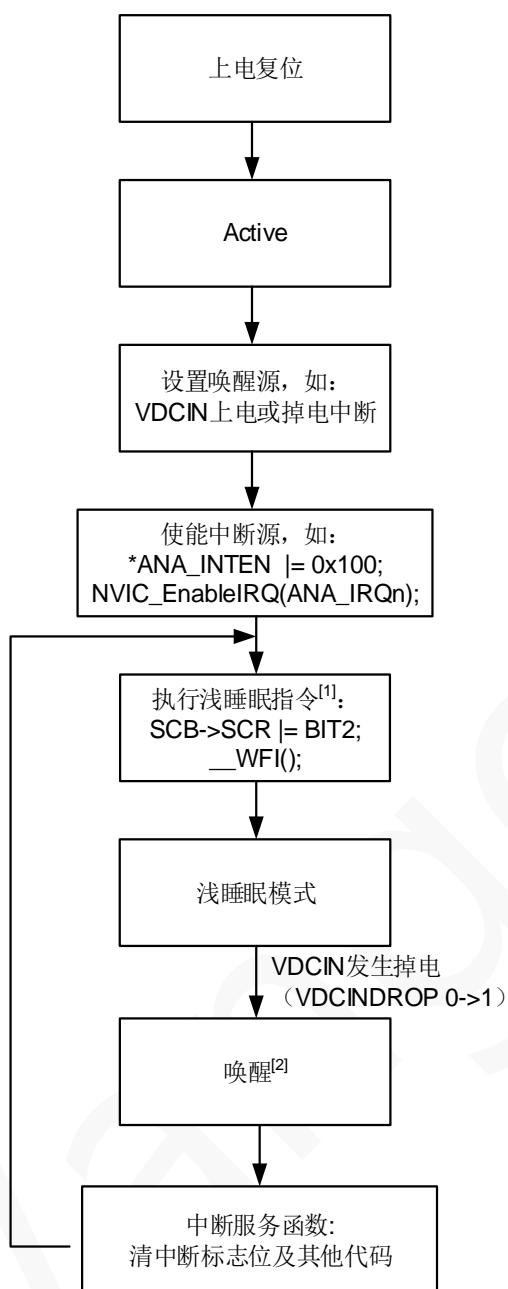 上电复位
Active
设置唤醒源，如：
VDCIN上电或掉电中断
使能中断源，如：
*ANA_INTEN |= 0x100;
NVIC_EnableIRQ(ANA_IRQn);
执行浅睡眠指令[1]：
SCB->SCR |= BIT2;
__WFI();
浅睡眠模式
VDCIN发生掉电
（VDCINDROP 0->1）
唤醒[2]
中断服务函数:
清中断标志位及其他代码